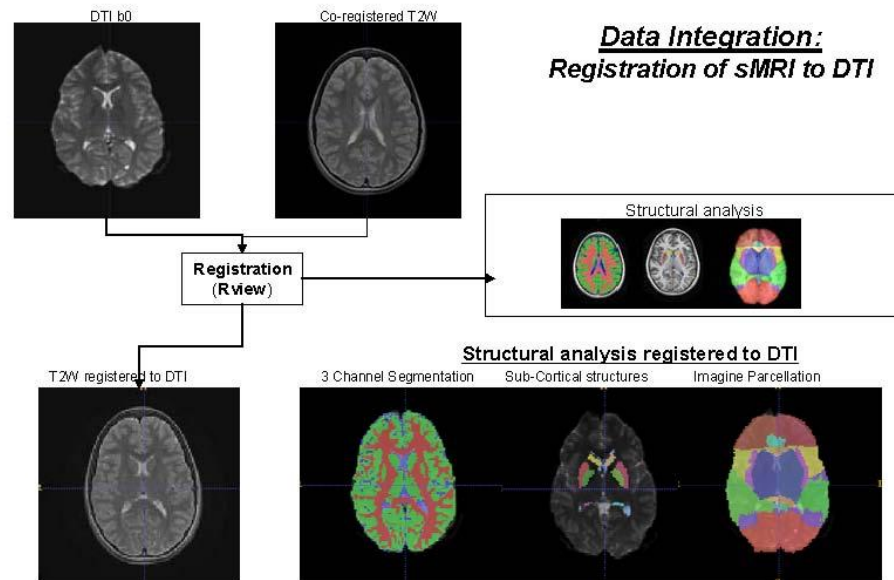 DTI b0
Co-registered T2W
Data Integration:
Registration of sMRI to DTI
Structural analysis
Registration
(Rview)
Structural analysis registered to DTI
T2W registered to DTI
3 Channel Segmentation
Sub-Cortical structures
Imagine Parcellation